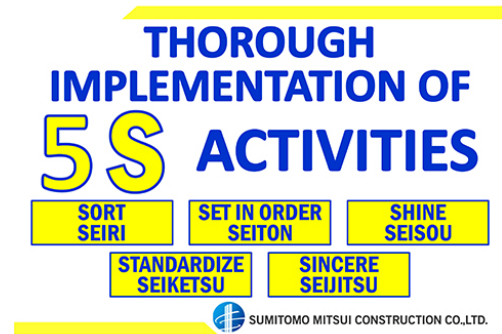 THOROUGH
IMPLEMENTATION OF
5S ACTIVITIES
SORT
SEIRI
SET IN ORDER
SEITON
SHINE
SEISOU
STANDARDIZE
SEIKETSU
SINCERE
SEIJITSU
SUMITOMO MITSUI CONSTRUCTION CO.,LTD.